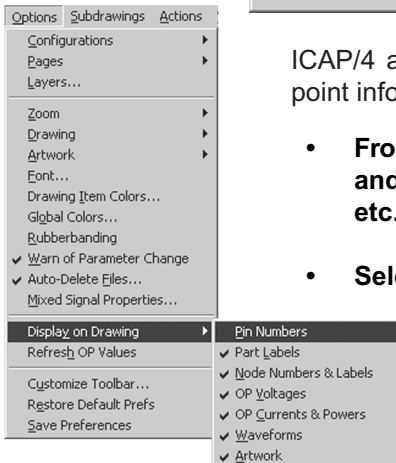 Options Subdrawings Actions
Configurations
Pages
Layers...
Zoom
Drawing
Artwork
Font...
Drawing Item Colors...
Global Colors...
Rubberbanding
Warn of Parameter Change
Auto-Delete Files...
Mixed Signal Properties...
Display on Drawing
Refresh OP Values
Customize Toolbar...
Restore Default Prefs
Save Preferences
Pin Numbers
Part Labels
Node Numbers & Labels
OP Voltages
OP Currents & Powers
Waveforms
Artwork
ICAP/4
point
• 
and
etc.
•